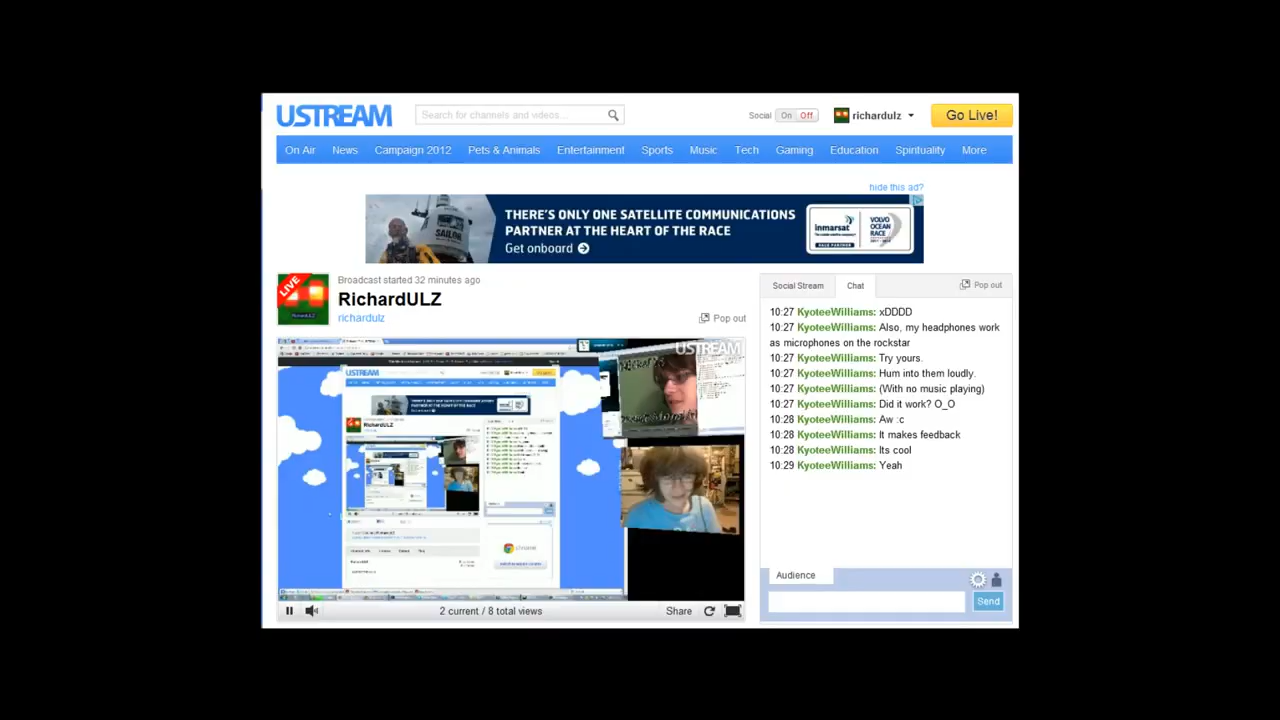 USTREAM
Search for channels and videos...
Social On Off
richardulz
Go Live!
On Air News Campaign 2012 Pets & Animals Entertainment Sports Music Tech Gaming Education Spirituality More
hide this ad?
THERE'S ONLY ONE SATELLITE COMMUNICATIONS
PARTNER AT THE HEART OF THE RACE
Get onboard
SAILOR
inmarsat
VOLVO
OCEAN
RACE
LIVE
Broadcast started 32 minutes ago
RichardULZ
richardulz
Pop out
Social Stream Chat Pop out
10:27 KyoteeWilliams: xDDDD
10:27 KyoteeWilliams: Also, my headphones work
as microphones on the rockstar
10:27 KyoteeWilliams: Try yours.
10:27 KyoteeWilliams: Hum into them loudly.
10:27 KyoteeWilliams: (With no music playing)
10:27 KyoteeWilliams: Did it work? O_O
10:28 KyoteeWilliams: Aw :c
10:28 KyoteeWilliams: It makes feedback
10:28 KyoteeWilliams: Its cool
10:29 KyoteeWilliams: Yeah
USTREAM
USTREAM
RichardULZ
chrome
2 current / 8 total views
Share
Audience
Send